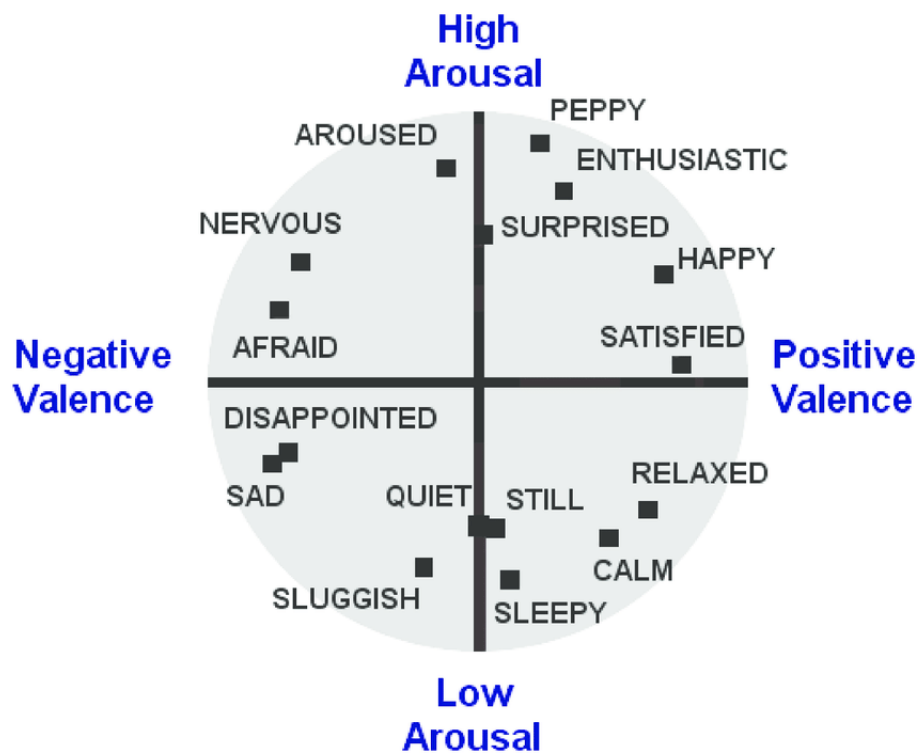 High
Arousal
PEPPY
AROUSED
ENTHUSIASTIC
NERVOUS
SURPRISED
HAPPY
SATISFIED
AFRAID
Negative
Valence
Positive
Valence
DISAPPOINTED
RELAXED
SAD
QUIET
STILL
CALM
SLUGGISH
SLEEPY
Low
Arousal